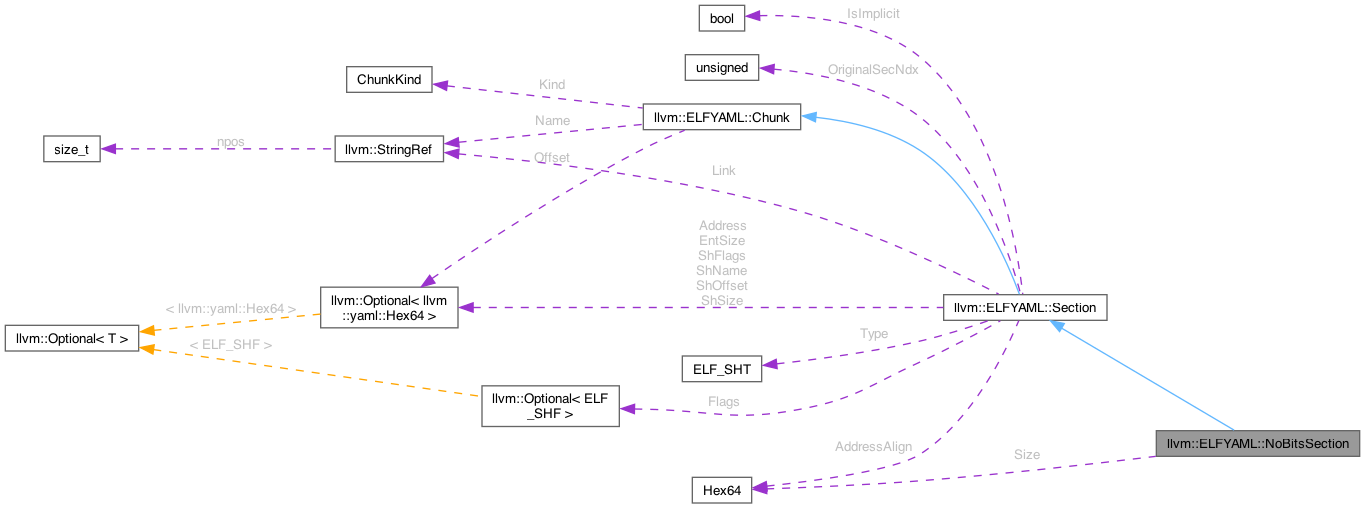 bool
IsImplicit
unsigned
OriginalSecNdx
ChunkKind
Kind
llvm::ELFYAML::Chunk
Name
size_t
npos
llvm::StringRef
Offset
Link
Address
EntSize
ShFlags
ShName
ShOffset
ShSize
llvm::Optional< llvm
::yaml::Hex64 >
llvm::ELFYAML::Section
< llvm::yaml::Hex64 >
llvm::Optional< T >
< ELF_SHF >
Type
ELF_SHT
llvm::Optional< ELF
_SHF >
Flags
AddressAlign
llvm::ELFYAML::NoBitsSection
Size
Hex64